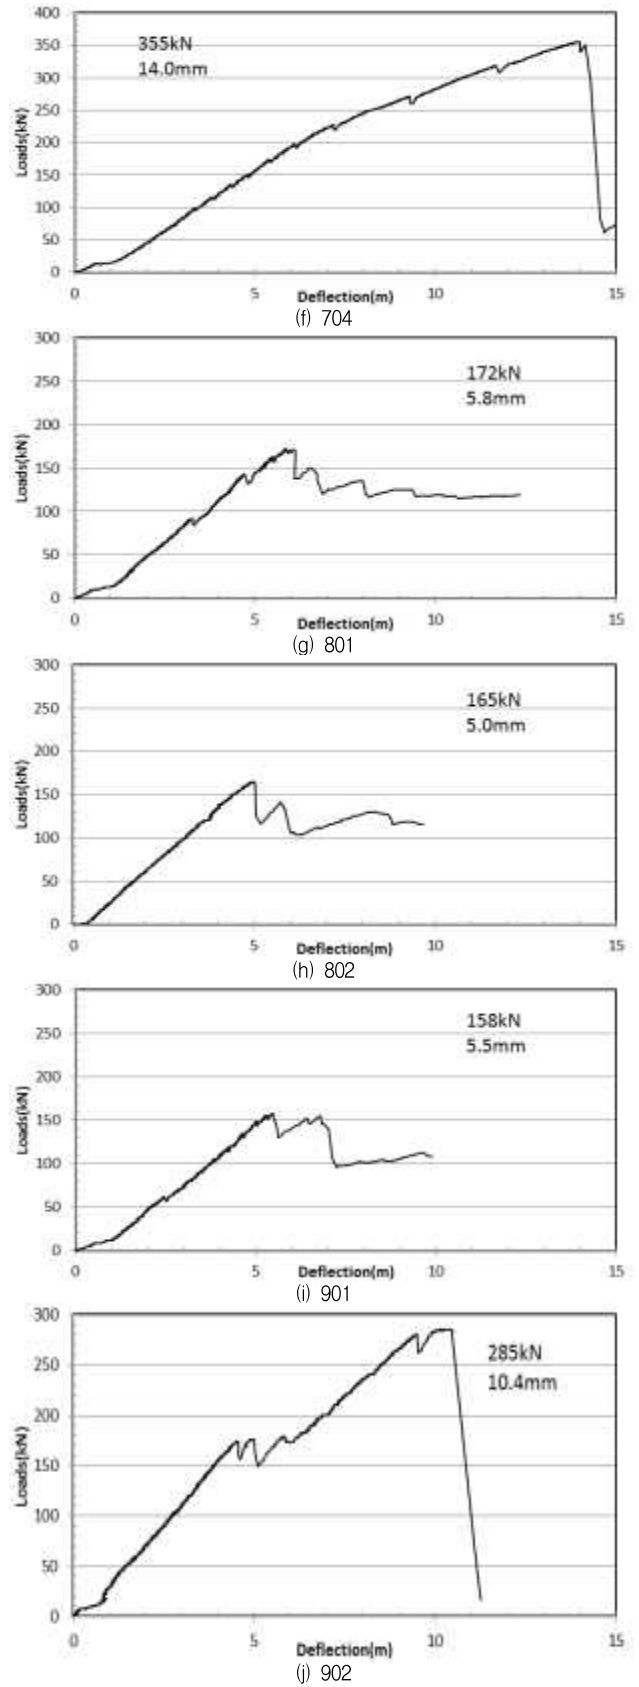 400
350
300
250
200
150
100
50
0
Loads(kN)
355kN
14.0mm
0 5 10 15
Deflection(m)
(f) 704
300
250
200
150
100
50
0
Loads(kN)
172kN
5.8mm
0 5 10 15
Deflection(m)
(g) 801
300
250
200
150
100
50
0
Loads(kN)
165kN
5.0mm
0 5 10 15
Deflection(m)
(h) 802
300
250
200
150
100
50
0
Loads(kN)
158kN
5.5mm
0 5 10 15
Deflection(m)
(i) 901
300
250
200
150
100
50
0
Loads(kN)
285kN
10.4mm
0 5 10 15
Deflection(m)
(j) 902